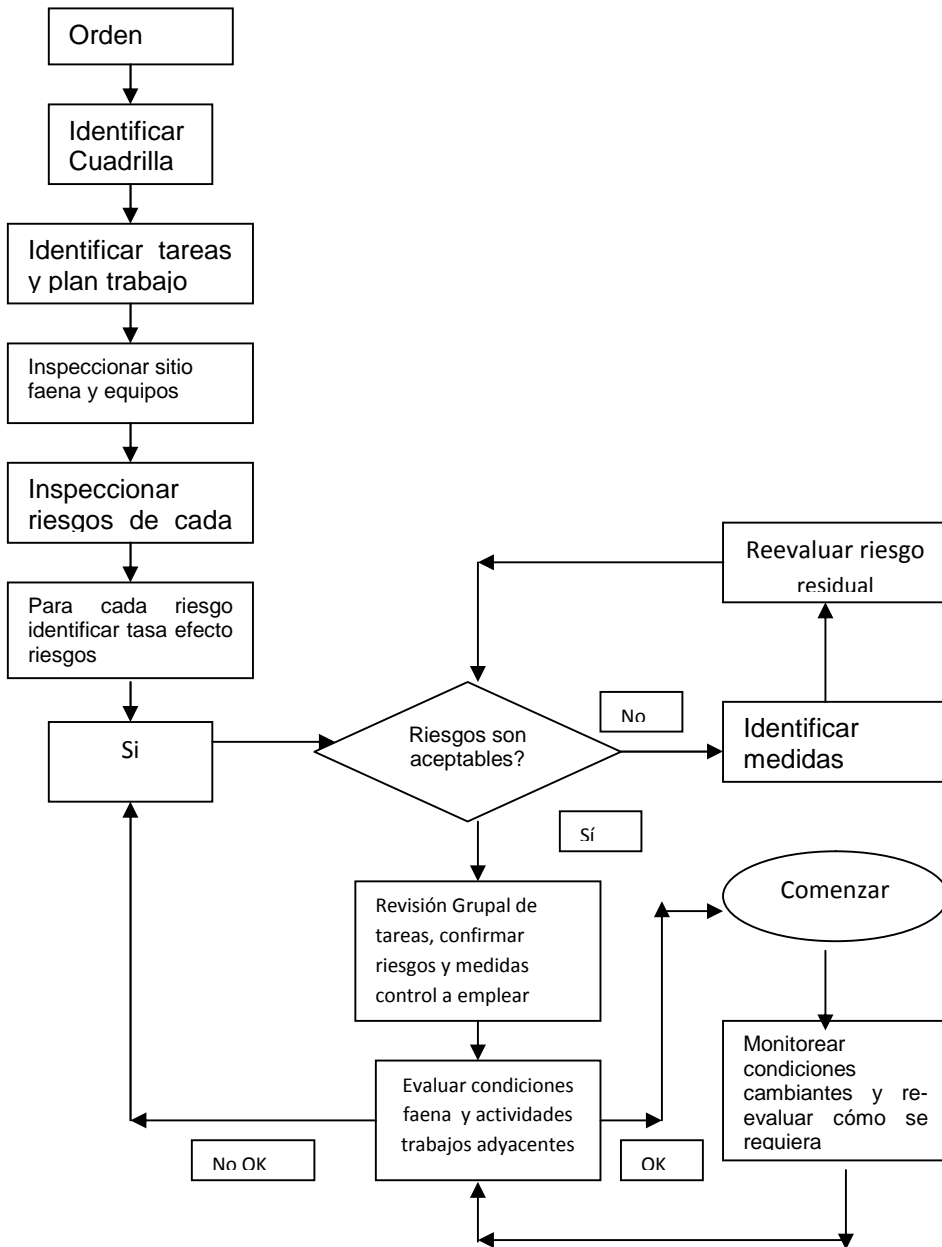 Orden
Identificar
Cuadrilla
Identificar tareas
y plan trabajo
Inspeccionar sitio
faena y equipos
Inspeccionar
riesgos de cada
Para cada riesgo
identificar tasa efecto
riesgos
Si
Riesgos son
aceptables?
No
Identificar
medidas
Reevaluar riesgo
residual
Sí
Revisión Grupal de
tareas, confirmar
riesgos y medidas
control a emplear
Evaluar condiciones
faena y actividades
trabajos adyacentes
No OK
OK
Comenzar
Monitorear
condiciones
cambiantes y re-
evaluar cómo se
requiera